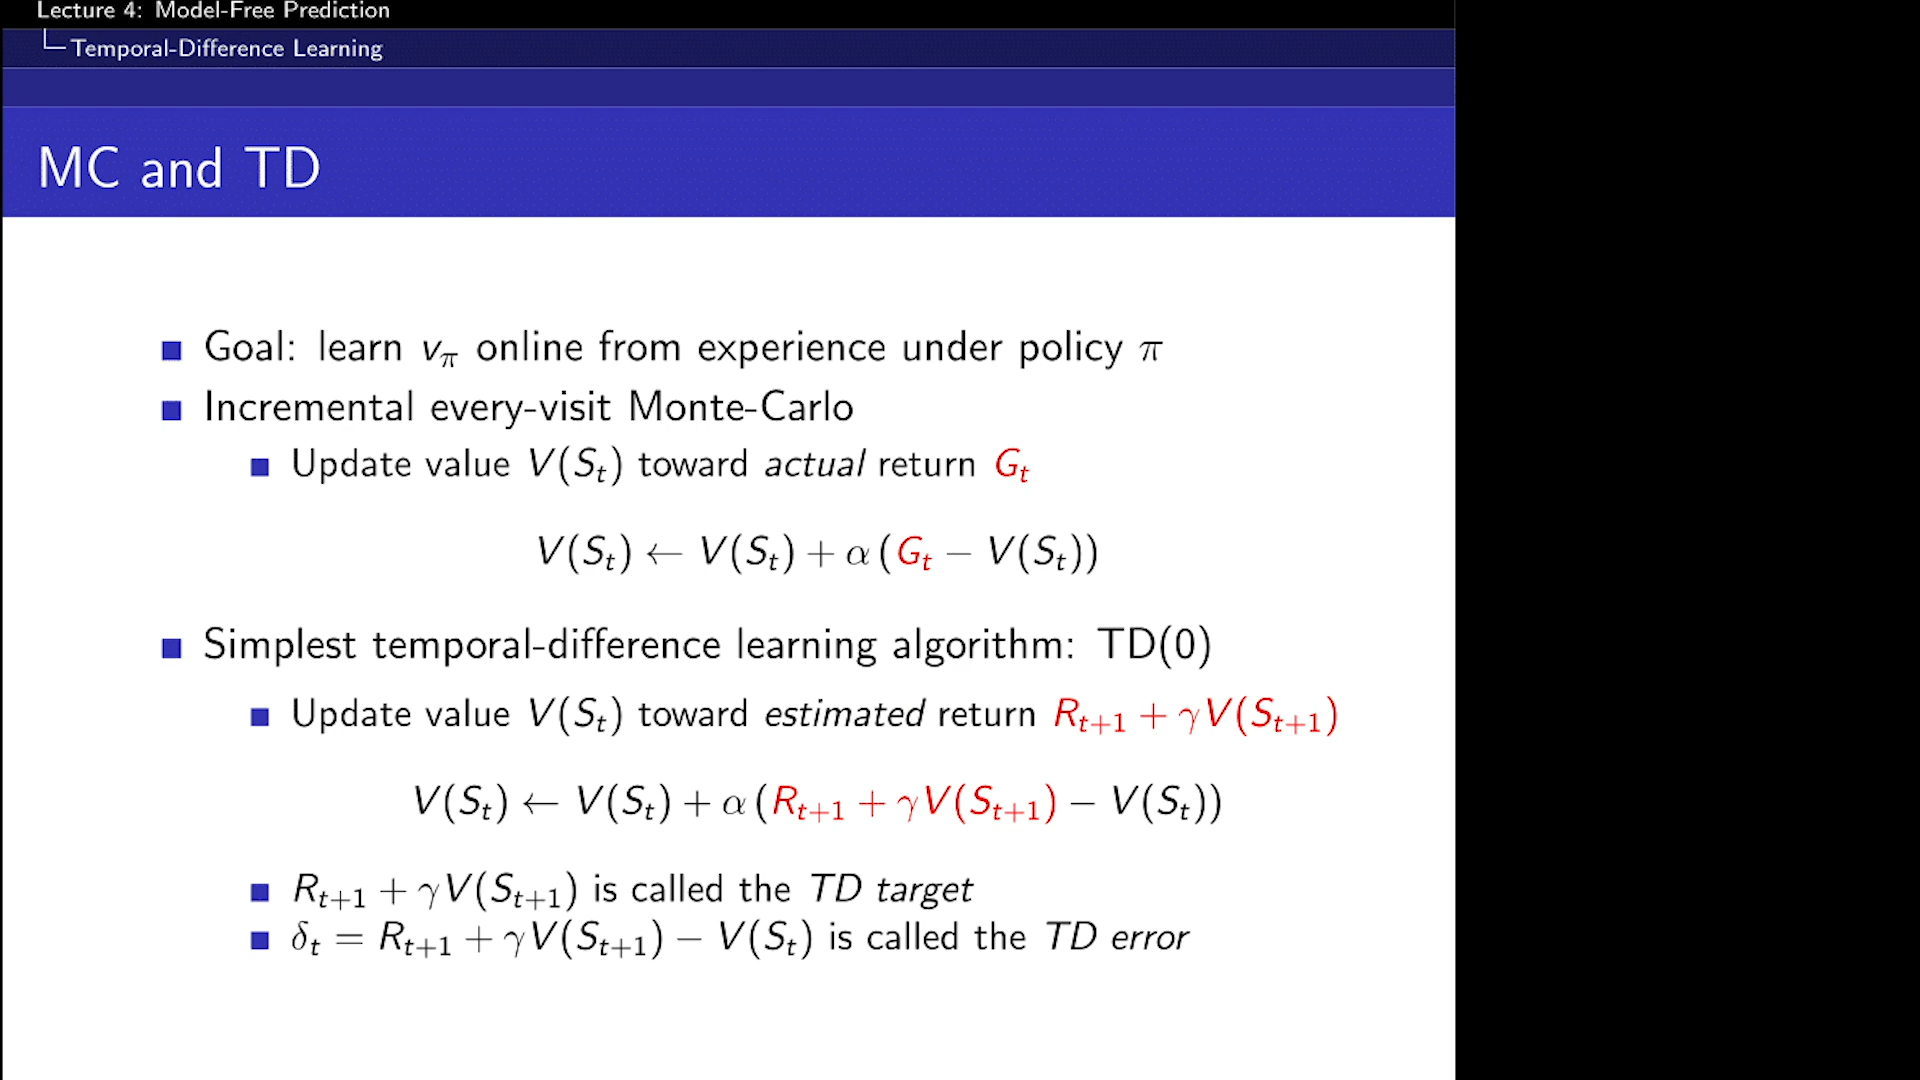 Lecture 4: Model-Free Prediction
Temporal-Difference Learning
MC and TD
Goal: learn v_π online from experience under policy π
Incremental every-visit Monte-Carlo
Update value V(S_t) toward actual return G_t
V(S_t) ← V(S_t) + α (G_t − V(S_t))
Simplest temporal-difference learning algorithm: TD(0)
Update value V(S_t) toward estimated return R_{t+1} + γV(S_{t+1})
V(S_t) ← V(S_t) + α (R_{t+1} + γV(S_{t+1}) − V(S_t))
R_{t+1} + γV(S_{t+1}) is called the TD target
δ_t = R_{t+1} + γV(S_{t+1}) − V(S_t) is called the TD error